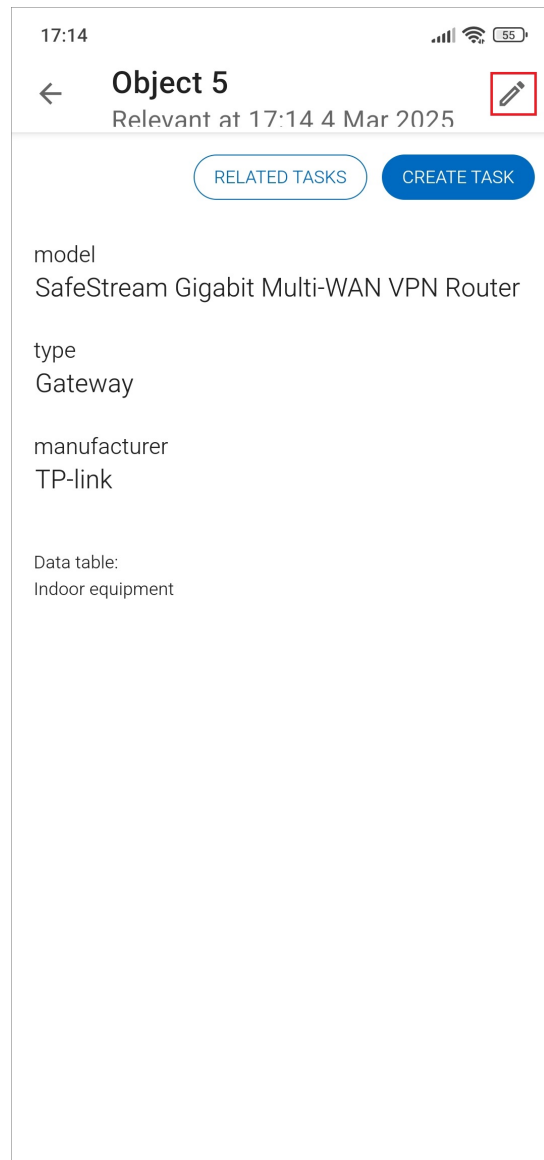 17:14
55
Object 5
Relevant at 17:14 4 Mar 2025
RELATED TASKS
CREATE TASK
model
SafeStream Gigabit Multi-WAN VPN Router
type
Gateway
manufacturer
TP-link
Data table:
Indoor equipment